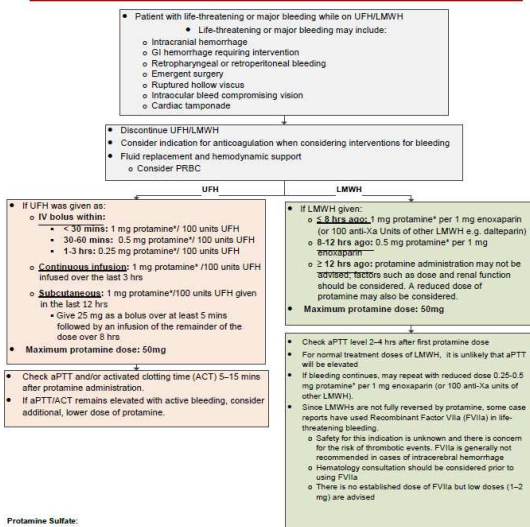 • Patient with life-threatening or major bleeding while on UFH/LMWH
• Life-threatening or major bleeding may include:
o Intracranial hemorrhage
o GI hemorrhage requiring intervention
o Retropharyngeal or retroperitoneal bleeding
o Emergent surgery
o Ruptured hollow viscus
o Intraocular bleed compromising vision
o Cardiac tamponade
• Discontinue UFH/LMWH
• Consider indication for anticoagulation when considering interventions for bleeding
• Fluid replacement and hemodynamic support
o Consider PRBC
UFH
LMWH
• If UFH was given as:
o IV bolus within:
▪ < 30 mins: 1 mg protamine*/ 100 units UFH
▪ 30-60 mins: 0.5 mg protamine*/ 100 units UFH
▪ 1-3 hrs: 0.25 mg protamine*/ 100 units UFH
o Continuous infusion: 1 mg protamine* /100 units UFH
infused over the last 3 hrs
o Subcutaneous: 1 mg protamine*/100 units UFH given
in the last 12 hrs
▪ Give 25 mg as a bolus over at least 5 mins
followed by an infusion of the remainder of the
dose over 8 hrs
• Maximum protamine dose: 50mg
• Check aPTT and/or activated clotting time (ACT) 5–15 mins
after protamine administration.
• If aPTT/ACT remains elevated with active bleeding, consider
additional, lower dose of protamine.
• If LMWH given:
o ≤ 8 hrs ago: 1 mg protamine* per 1 mg enoxaparin
(or 100 anti-Xa Units of other LMWH e.g. dalteparin)
o 8-12 hrs ago: 0.5 mg protamine* per 1 mg
enoxaparin
o ≥ 12 hrs ago: protamine administration may not be
advised; factors such as dose and renal function
should be considered. A reduced dose of
protamine may also be considered.
• Maximum protamine dose: 50mg
• Check aPTT level 2–4 hrs after first protamine dose
• For normal treatment doses of LMWH, it is unlikely that aPTT
will be elevated
• If bleeding continues, may repeat with reduced dose 0.25-0.5
mg protamine* per 1 mg enoxaparin (or 100 anti-Xa units of
other LMWH).
• Since LMWHs are not fully reversed by protamine, some case
reports have used Recombinant Factor VIIa (FVIIa) in life-
threatening bleeding.
o Safety for this indication is unknown and there is concern
for the risk of thrombotic events. FVIIa is generally not
recommended in cases of intracerebral hemorrhage
o Hematology consultation should be considered prior to
using FVIIa
o There is no established dose of FVIIa but low doses (1–2
mg) are advised
Protamine Sulfate: